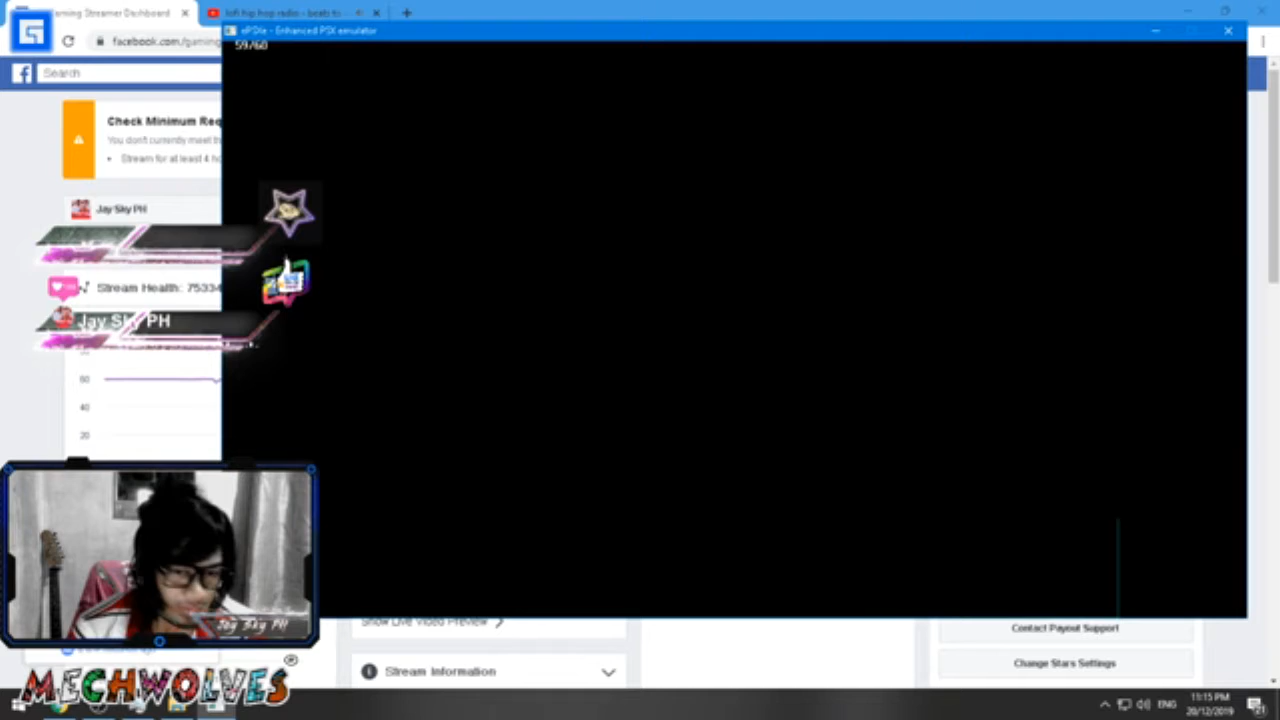 aming Streamer Dashboard
lofi hip hop radio - beats to
ePSXe - Enhanced PSX emulator
facebook.com/gaming
59/60
Search
Check Minimum Req
You don't currently meet th
Stream for at least 4 ho
Jay Sky PH
Stream Health: 75334
Jay Sky PH
60
40
20
Jay Sky PH
Show Live Video Preview
Contact Payout Support
Stream Information
Change Stars Settings
MECHWOLVES
ENG
11:15 PM
20/12/2019